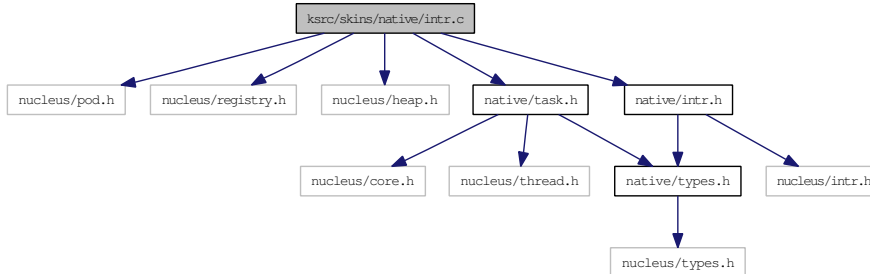 ksrc/skins/native/intr.c
nucleus/pod.h
nucleus/registry.h
nucleus/heap.h
native/task.h
native/intr.h
nucleus/core.h
nucleus/thread.h
native/types.h
nucleus/intr.h
nucleus/types.h